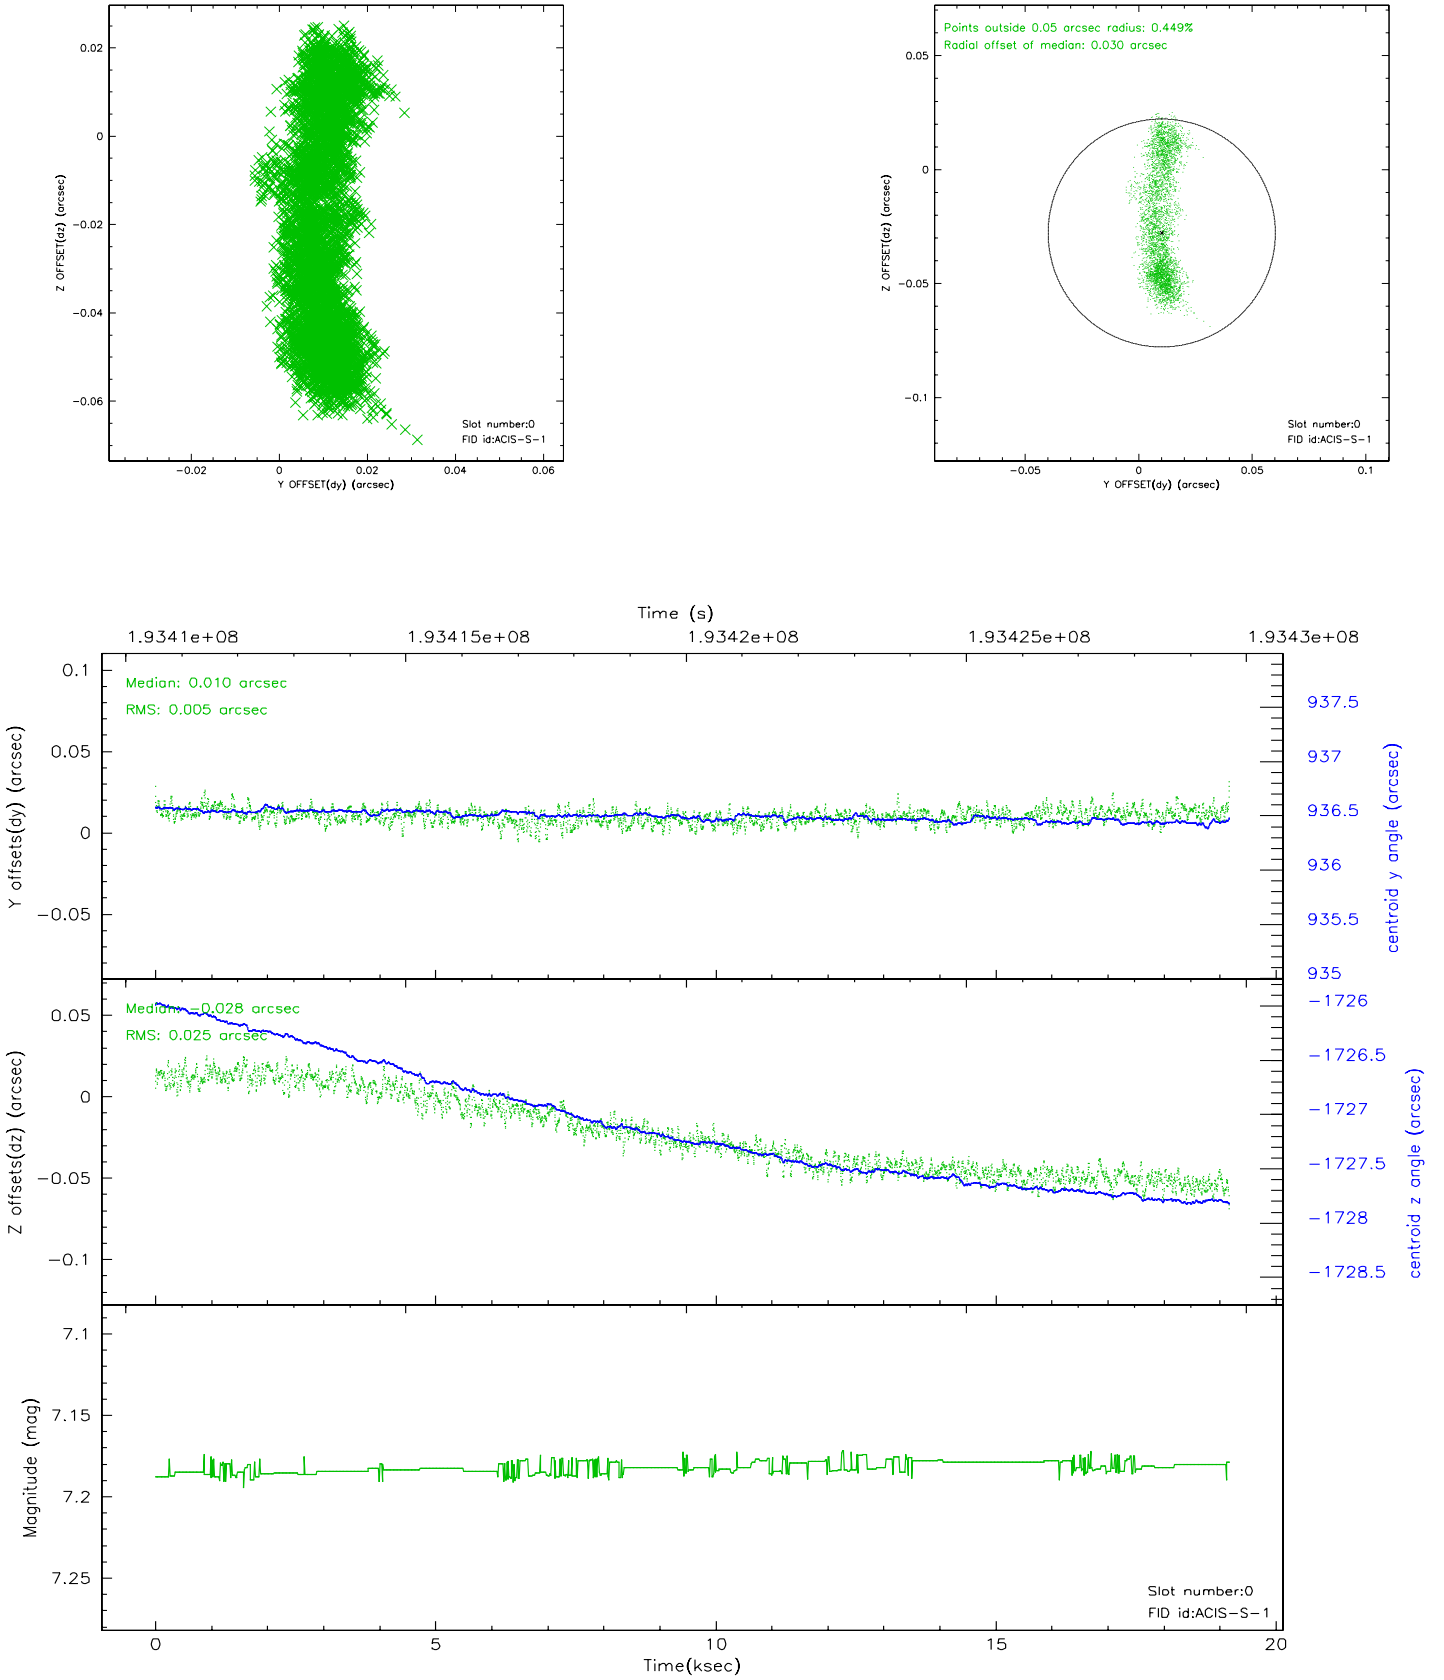 0.02
0
−0.02
−0.04
−0.06
Z OFFSET(dz) (arcsec)
Slot number:0
FID id:ACIS−S−1
−0.02 0 0.02 0.04 0.06
Y OFFSET(dy) (arcsec)
Points outside 0.05 arcsec radius: 0.449%
Radial offset of median: 0.030 arcsec
0.05
0
−0.05
−0.1
Z OFFSET(dz) (arcsec)
Slot number:0
FID id:ACIS−S−1
−0.05 0 0.05 0.1
Y OFFSET(dy) (arcsec)
Time (s)
1.9341e+08 1.93415e+08 1.9342e+08 1.93425e+08 1.9343e+08
Median: 0.010 arcsec
RMS: 0.005 arcsec
0.1
0.05
0
−0.05
Y offsets(dy) (arcsec)
937.5
937
936.5
936
935.5
935
centroid y angle (arcsec)
Median: −0.028 arcsec
RMS: 0.025 arcsec
0.05
0
−0.05
−0.1
Z offsets(dz) (arcsec)
−1726
−1726.5
−1727
−1727.5
−1728
−1728.5
centroid z angle (arcsec)
7.1
7.15
7.2
7.25
Magnitude (mag)
Slot number:0
FID id:ACIS−S−1
0 5 10 15 20
Time(ksec)